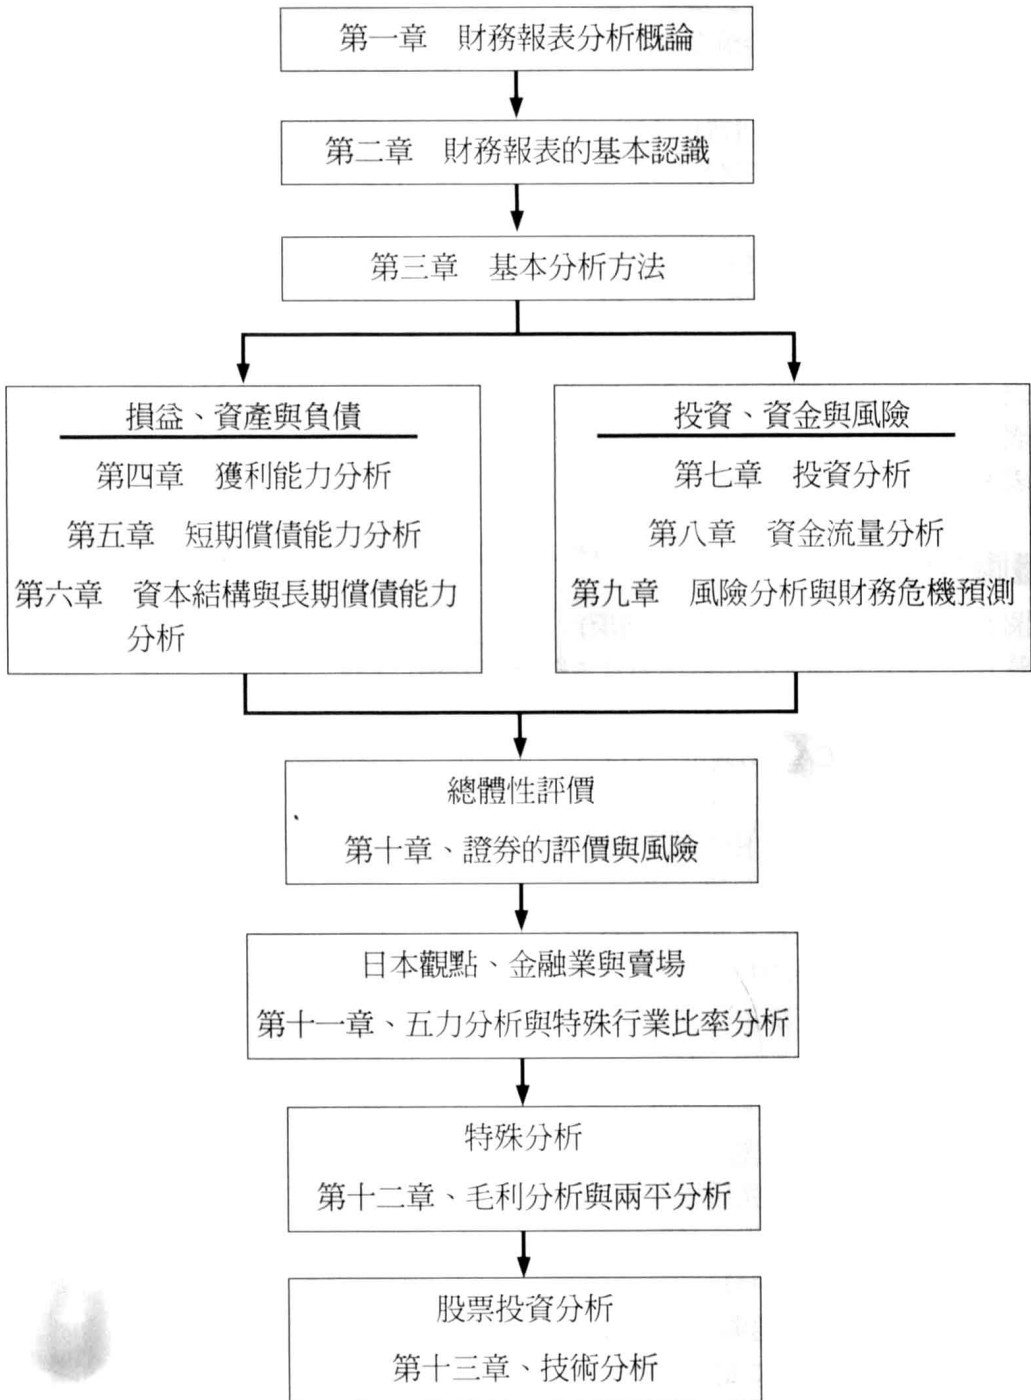 第一章　財務報表分析概論
第二章　財務報表的基本認識
第三章　基本分析方法
損益、資產與負債
第四章　獲利能力分析
第五章　短期償債能力分析
第六章　資本結構與長期償債能力
分析
投資、資金與風險
第七章　投資分析
第八章　資金流量分析
第九章　風險分析與財務危機預測
總體性評價
第十章、證券的評價與風險
日本觀點、金融業與賣場
第十一章、五力分析與特殊行業比率分析
特殊分析
第十二章、毛利分析與兩平分析
股票投資分析
第十三章、技術分析